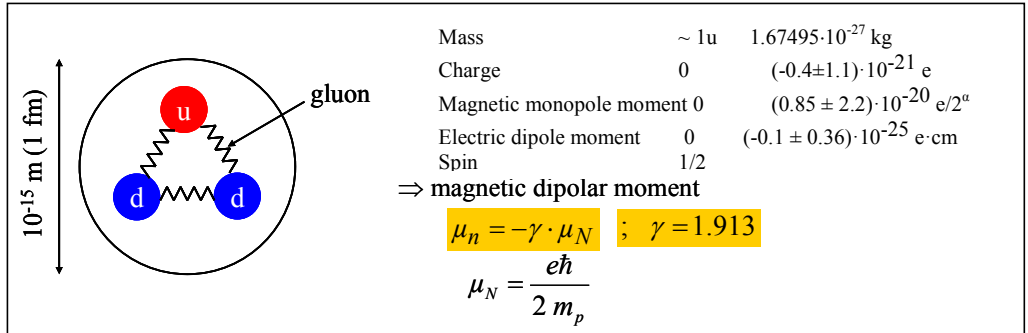 10⁻¹⁵ m (1 fm)
gluon
u
d d
Mass ~ 1u 1.67495·10⁻²⁷ kg
Charge 0 (-0.4±1.1)·10⁻²¹ e
Magnetic monopole moment 0 (0.85 ± 2.2)·10⁻²⁰ e/2ᵅ
Electric dipole moment 0 (-0.1 ± 0.36)·10⁻²⁵ e·cm
Spin 1/2
⇒ magnetic dipolar moment
μₙ = −γ · μ_N ; γ = 1.913
μ_N = eħ / 2 m_p